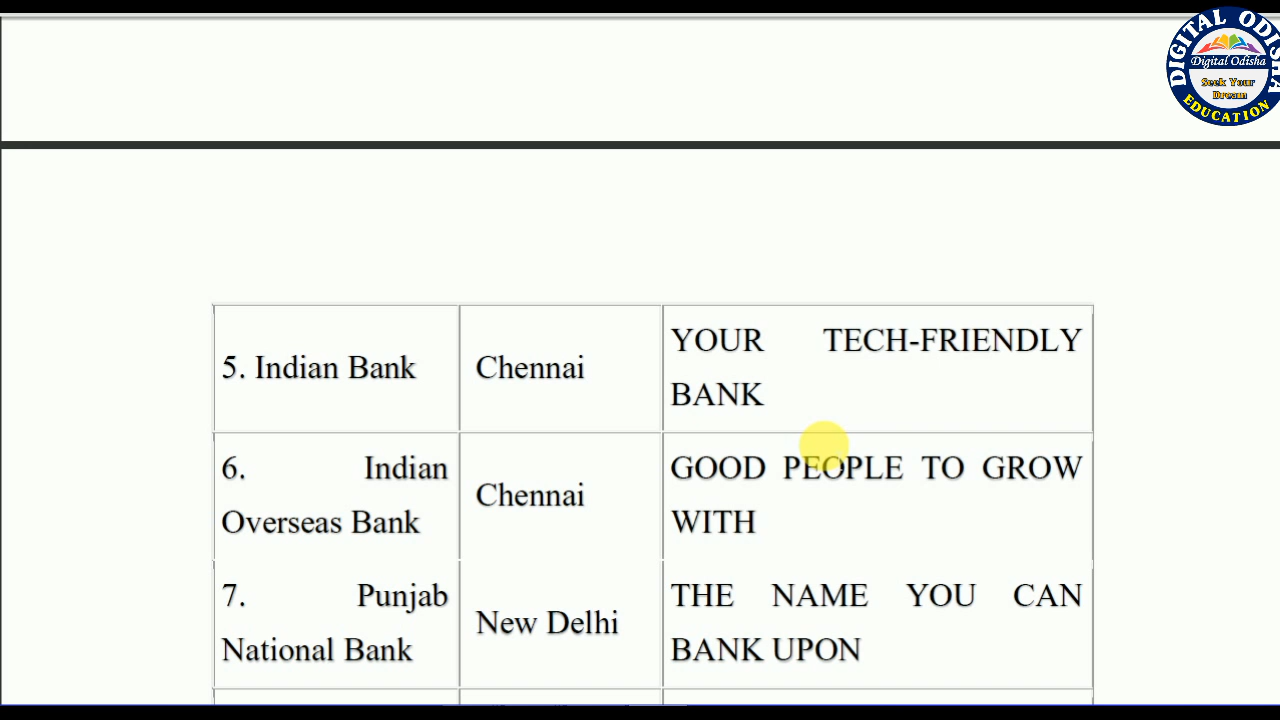 DIGITAL ODISHA
Digital Odisha
Seek Your
Dream
EDUCATION
5. Indian Bank
Chennai
YOUR TECH-FRIENDLY
BANK
6. Indian
Overseas Bank
Chennai
GOOD PEOPLE TO GROW
WITH
7. Punjab
National Bank
New Delhi
THE NAME YOU CAN
BANK UPON